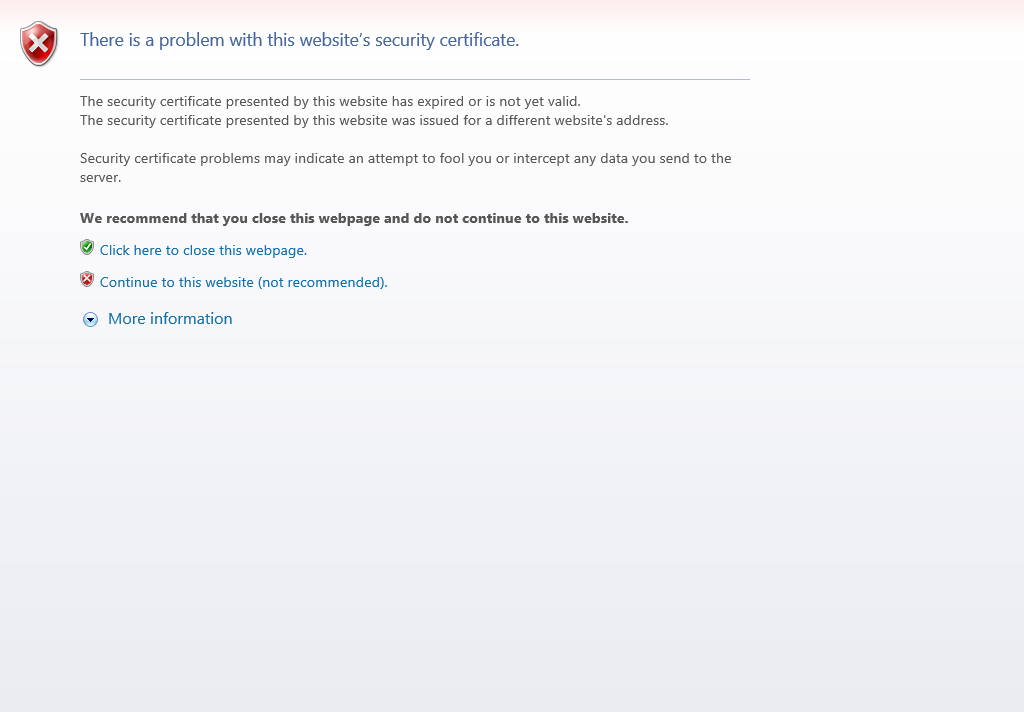 There is a problem with this website's security certificate.
The security certificate presented by this website has expired or is not yet valid.
The security certificate presented by this website was issued for a different website's address.
Security certificate problems may indicate an attempt to fool you or intercept any data you send to the
server.
We recommend that you close this webpage and do not continue to this website.
Click here to close this webpage.
Continue to this website (not recommended).
More information